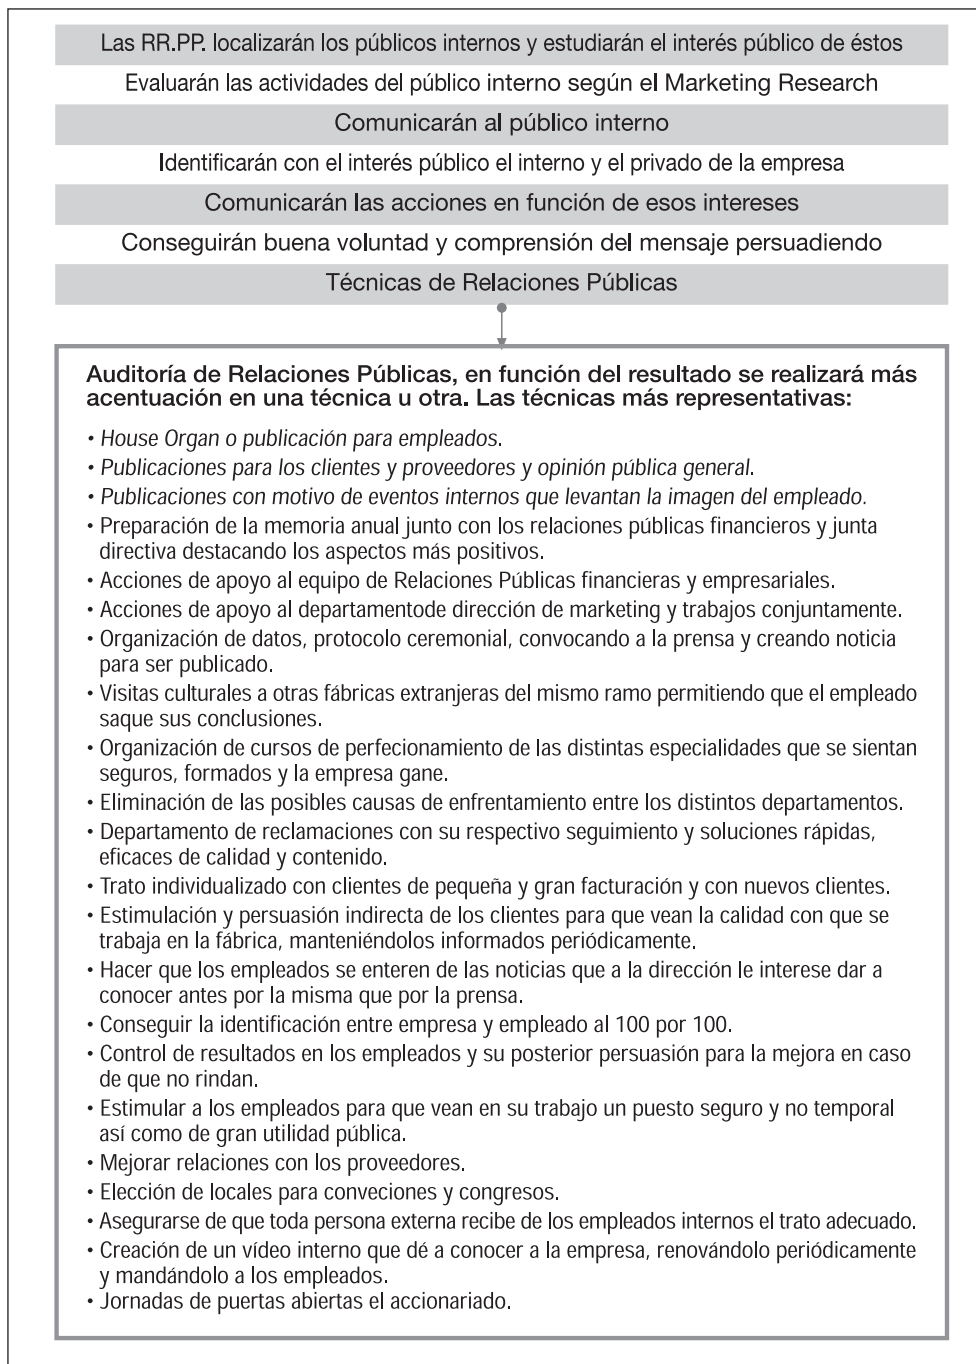 Las RR.PP. localizarán los públicos internos y estudiarán el interés público de éstos
Evaluarán las actividades del público interno según el Marketing Research
Comunicarán al público interno
Identificarán con el interés público el interno y el privado de la empresa
Comunicarán las acciones en función de esos intereses
Conseguirán buena voluntad y comprensión del mensaje persuadiendo
Técnicas de Relaciones Públicas
Auditoría de Relaciones Públicas, en función del resultado se realizará más
acentuación en una técnica u otra. Las técnicas más representativas:
• House Organ o publicación para empleados.
• Publicaciones para los clientes y proveedores y opinión pública general.
• Publicaciones con motivo de eventos internos que levantan la imagen del empleado.
• Preparación de la memoria anual junto con los relaciones públicas financieros y junta
directiva destacando los aspectos más positivos.
• Acciones de apoyo al equipo de Relaciones Públicas financieras y empresariales.
• Acciones de apoyo al departamentode dirección de marketing y trabajos conjuntamente.
• Organización de datos, protocolo ceremonial, convocando a la prensa y creando noticia
para ser publicado.
• Visitas culturales a otras fábricas extranjeras del mismo ramo permitiendo que el empleado
saque sus conclusiones.
• Organización de cursos de perfecionamiento de las distintas especialidades que se sientan
seguros, formados y la empresa gane.
• Eliminación de las posibles causas de enfrentamiento entre los distintos departamentos.
• Departamento de reclamaciones con su respectivo seguimiento y soluciones rápidas,
eficaces de calidad y contenido.
• Trato individualizado con clientes de pequeña y gran facturación y con nuevos clientes.
• Estimulación y persuasión indirecta de los clientes para que vean la calidad con que se
trabaja en la fábrica, manteniéndolos informados periódicamente.
• Hacer que los empleados se enteren de las noticias que a la dirección le interese dar a
conocer antes por la misma que por la prensa.
• Conseguir la identificación entre empresa y empleado al 100 por 100.
• Control de resultados en los empleados y su posterior persuasión para la mejora en caso
de que no rindan.
• Estimular a los empleados para que vean en su trabajo un puesto seguro y no temporal
así como de gran utilidad pública.
• Mejorar relaciones con los proveedores.
• Elección de locales para conveciones y congresos.
• Asegurarse de que toda persona externa recibe de los empleados internos el trato adecuado.
• Creación de un vídeo interno que dé a conocer a la empresa, renovándolo periódicamente
y mandándolo a los empleados.
• Jornadas de puertas abiertas el accionariado.